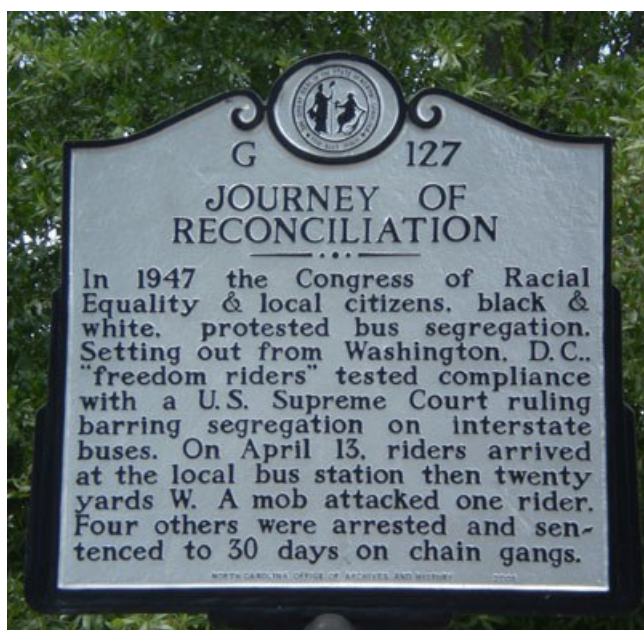 G 127
JOURNEY OF
RECONCILIATION
In 1947 the Congress of Racial
Equality & local citizens, black &
white, protested bus segregation.
Setting out from Washington, D.C.,
"freedom riders" tested compliance
with a U.S. Supreme Court ruling
barring segregation on interstate
buses. On April 13, riders arrived
at the local bus station then twenty
yards W. A mob attacked one rider.
Four others were arrested and sen-
tenced to 30 days on chain gangs.
NORTH CAROLINA OFFICE OF ARCHIVES AND HISTORY